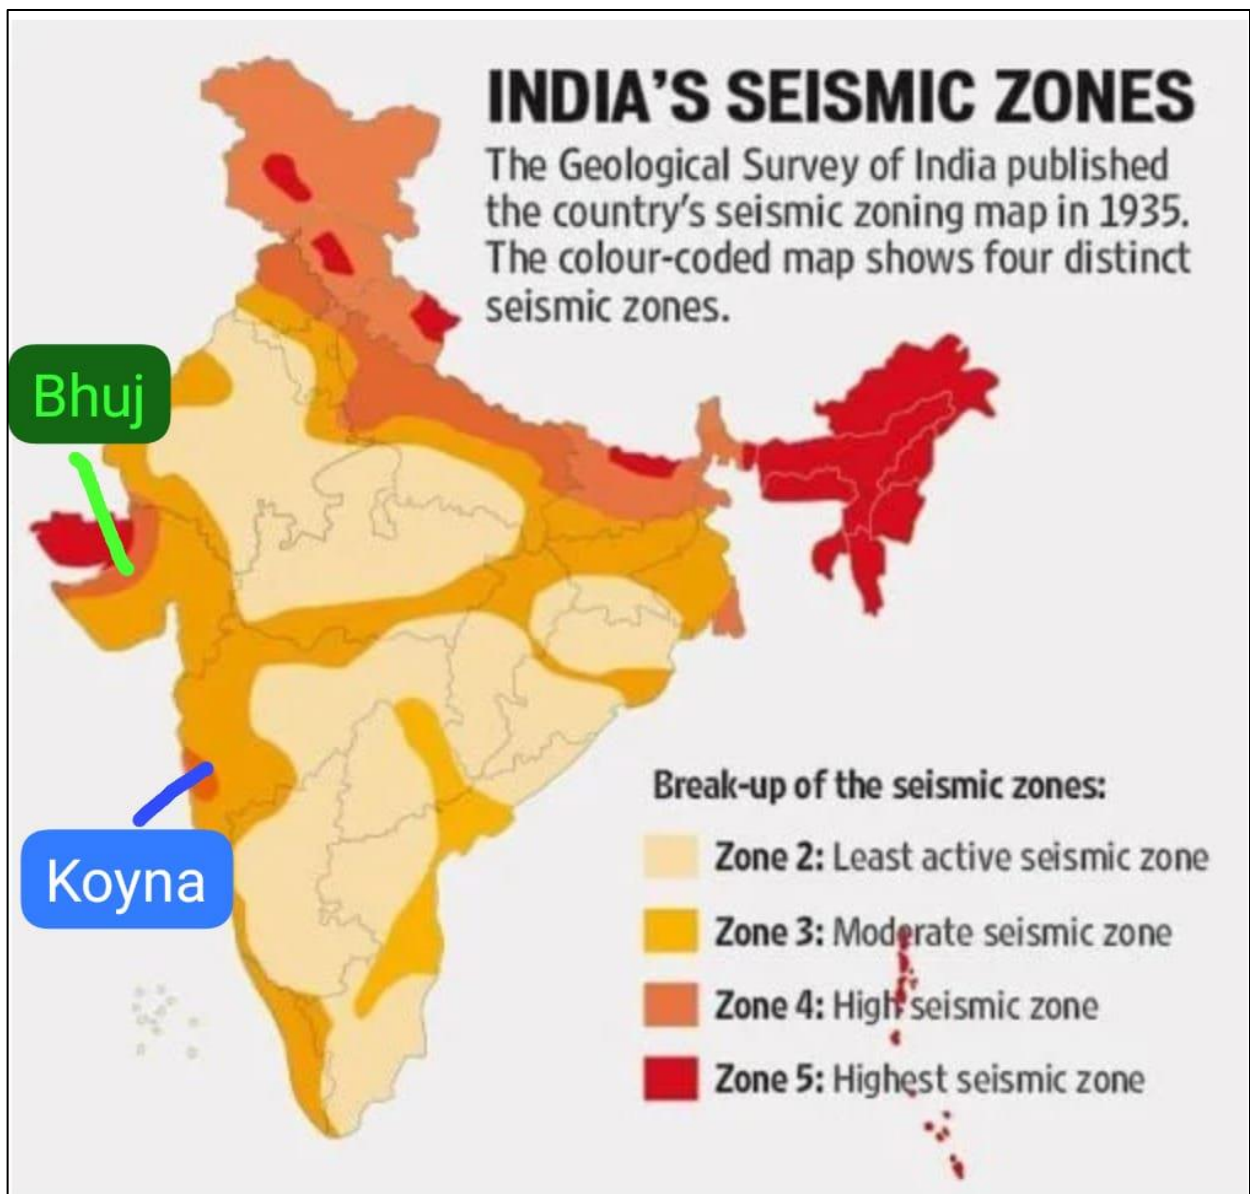 INDIA'S SEISMIC ZONES
The Geological Survey of India published
the country's seismic zoning map in 1935.
The colour-coded map shows four distinct
seismic zones.
Bhuj
Koyna
Break-up of the seismic zones:
Zone 2: Least active seismic zone
Zone 3: Moderate seismic zone
Zone 4: High seismic zone
Zone 5: Highest seismic zone